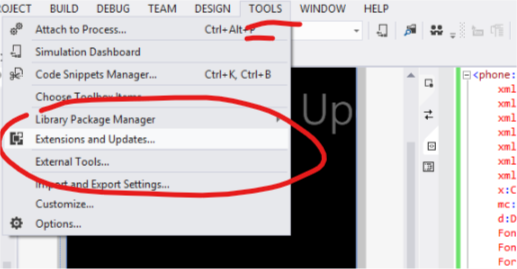 ROJECT BUILD DEBUG TEAM DESIGN TOOLS WINDOW HELP
Attach to Process... Ctrl+Alt+P
Simulation Dashboard
Code Snippets Manager... Ctrl+K, Ctrl+B
Choose Toolbox Items...
Library Package Manager
Extensions and Updates...
External Tools...
Import and Export Settings...
Customize...
Options...
Up
<phone:
xml
xml
xml
xml
xml
xml
x:C
mc:
d:D
Fon
Fon
For